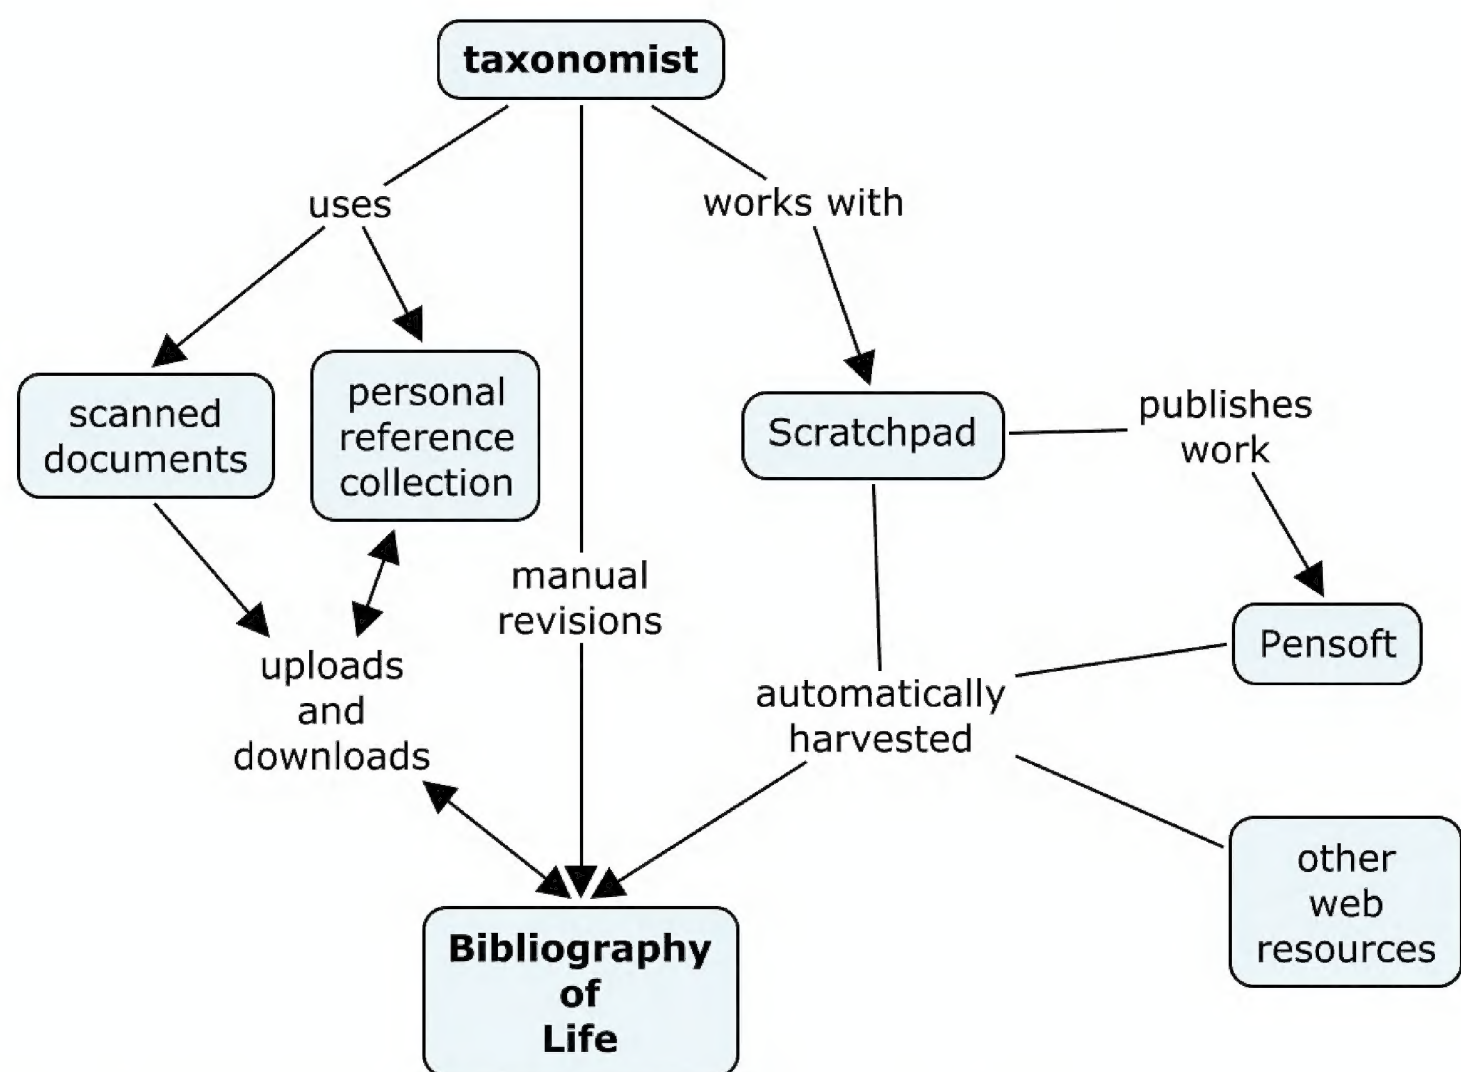 taxonomist
uses
works with
scanned
documents
personal
reference
collection
Scratchpad
publishes
work
manual
revisions
Pensoft
uploads
and
downloads
automatically
harvested
other
web
resources
Bibliography
of
Life